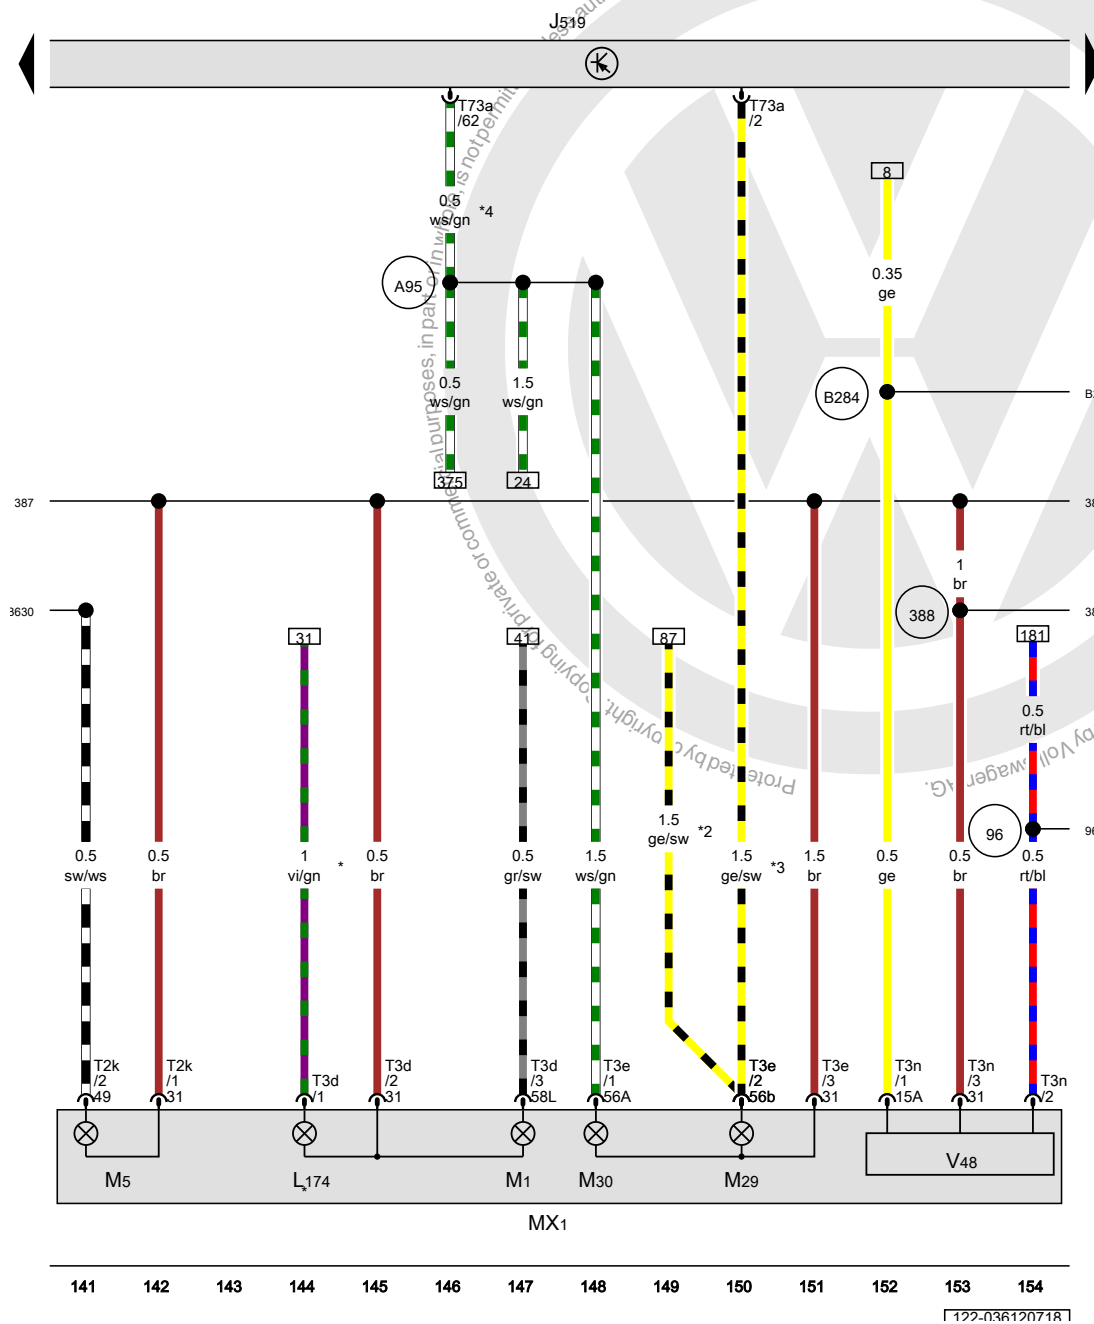 J519
T73a
/62
T73a
/2
8
0.5
ws/gn
*4
A95
0.35
ge
0.5
ws/gn
1.5
ws/gn
B284
375
24
387
1
br
3630
388
31
41
87
181
0.5
rt/bl
1.5
ge/sw
*2
96
96
0.5
sw/ws
0.5
br
1
vi/gn
*
0.5
br
0.5
gr/sw
1.5
ws/gn
1.5
ge/sw
*3
1.5
br
0.5
ge
0.5
br
0.5
rt/bl
T2k
/2
49
T2k
/1
31
T3d
/1
T3d
/2
31
T3d
/3
58L
T3e
/1
56A
T3e
/2
56b
T3e
/3
31
T3n
/1
15A
T3n
/3
31
T3n
/2
M5
L174
*
M1
M30
M29
V48
MX1
141 142 143 144 145 146 147 148 149 150 151 152 153 154
122-036120718